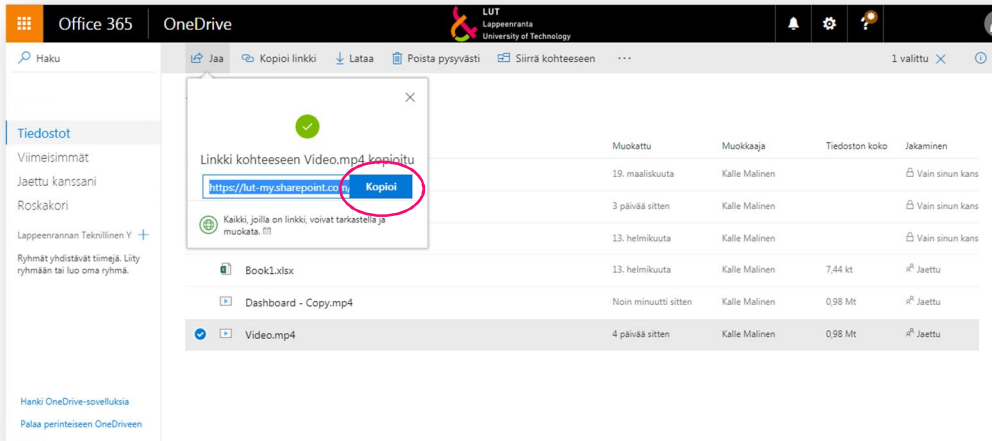 Office 365
OneDrive
LUT
Lappeenranta
University of Technology
Haku
Jaa
Kopioi linkki
Lataa
Poista pysyvästi
Siirrä kohteeseen
...
1 valittu
Tiedostot
Viimeisimmät
Jaettu kanssani
Roskakori
Lappeenrannan Teknillinen Y
Ryhmät yhdistävät tiimejä. Liity
ryhmään tai luo oma ryhmä.
Hanki OneDrive-sovelluksia
Palaa perinteiseen OneDriveen
Linkki kohteeseen Video.mp4 kopioitu
https://lut-my.sharepoint.com/
Kopioi
Kaikki, joilla on linkki, voivat tarkastella ja
muokata.
Muokattu Muokkaaja Tiedoston koko Jakaminen
19. maaliskuuta Kalle Malinen Vain sinun kans
3 päivää sitten Kalle Malinen Vain sinun kans
13. helmikuuta Kalle Malinen Vain sinun kans
Book1.xlsx 13. helmikuuta Kalle Malinen 7,44 kt Jaettu
Dashboard - Copy.mp4 Noin minuutti sitten Kalle Malinen 0,98 Mt Jaettu
Video.mp4 4 päivää sitten Kalle Malinen 0,98 Mt Jaettu